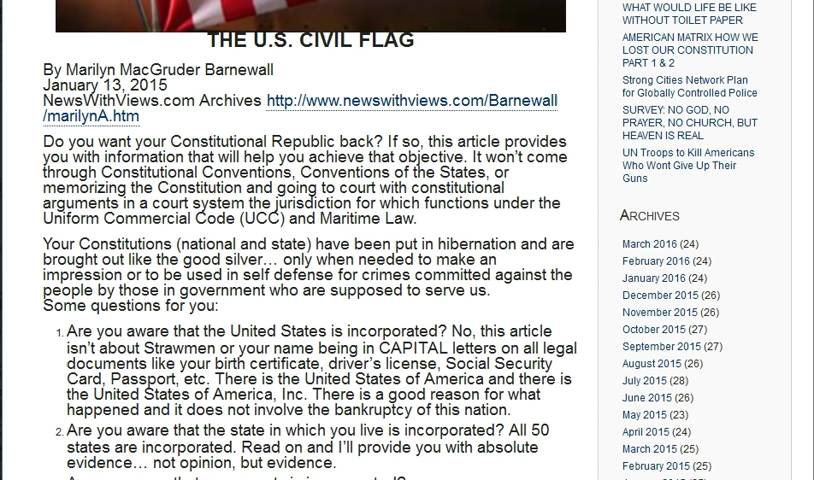 THE U.S. CIVIL FLAG
By Marilyn MacGruder Barnewall
January 13, 2015
NewsWithViews.com Archives http://www.newswithviews.com/Barnewall
/marilynA.htm
Do you want your Constitutional Republic back? If so, this article provides
you with information that will help you achieve that objective. It won't come
through Constitutional Conventions, Conventions of the States, or
memorizing the Constitution and going to court with constitutional
arguments in a court system the jurisdiction for which functions under the
Uniform Commercial Code (UCC) and Maritime Law.
Your Constitutions (national and state) have been put in hibernation and are
brought out like the good silver… only when needed to make an
impression or to be used in self defense for crimes committed against the
people by those in government who are supposed to serve us.
Some questions for you:
1. Are you aware that the United States is incorporated? No, this article
isn't about Strawmen or your name being in CAPITAL letters on all legal
documents like your birth certificate, driver's license, Social Security
Card, Passport, etc. There is the United States of America and there is
the United States of America, Inc. There is a good reason for what
happened and it does not involve the bankruptcy of this nation.
2. Are you aware that the state in which you live is incorporated? All 50
states are incorporated. Read on and I'll provide you with absolute
evidence… not opinion, but evidence.
WHAT WOULD LIFE BE LIKE
WITHOUT TOILET PAPER
AMERICAN MATRIX HOW WE
LOST OUR CONSTITUTION
PART 1 & 2
Strong Cities Network Plan
for Globally Controlled Police
SURVEY: NO GOD, NO
PRAYER, NO CHURCH, BUT
HEAVEN IS REAL
UN Troops to Kill Americans
Who Wont Give Up Their
Guns
ARCHIVES
March 2016 (24)
February 2016 (24)
January 2016 (24)
December 2015 (26)
November 2015 (26)
October 2015 (27)
September 2015 (27)
August 2015 (26)
July 2015 (28)
June 2015 (26)
May 2015 (23)
April 2015 (24)
March 2015 (25)
February 2015 (25)